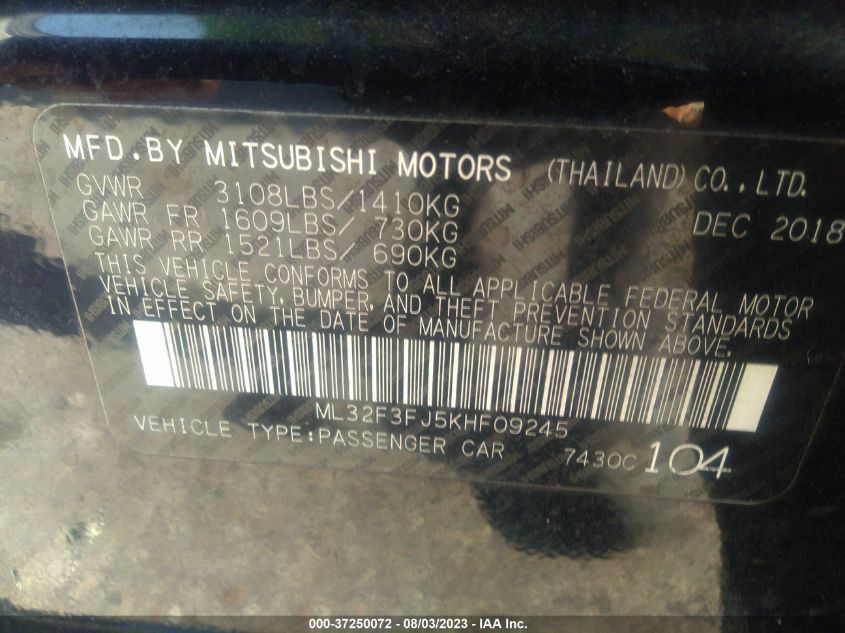 MFD.BY MITSUBISHI MOTORS (THAILAND) CO.,LTD.
GVWR 3108LBS/1410KG DEC 2018
GAWR FR 1609LBS/ 730KG
GAWR RR 1521LBS/ 690KG
THIS VEHICLE CONFORMS TO ALL APPLICABLE FEDERAL MOTOR
VEHICLE SAFETY, BUMPER, AND THEFT PREVENTION STANDARDS
IN EFFECT ON THE DATE OF MANUFACTURE SHOWN ABOVE.
ML32F3FJ5KHF09245
VEHICLE TYPE:PASSENGER CAR 7430C 104
000-37250072 - 08/03/2023 - IAA Inc.